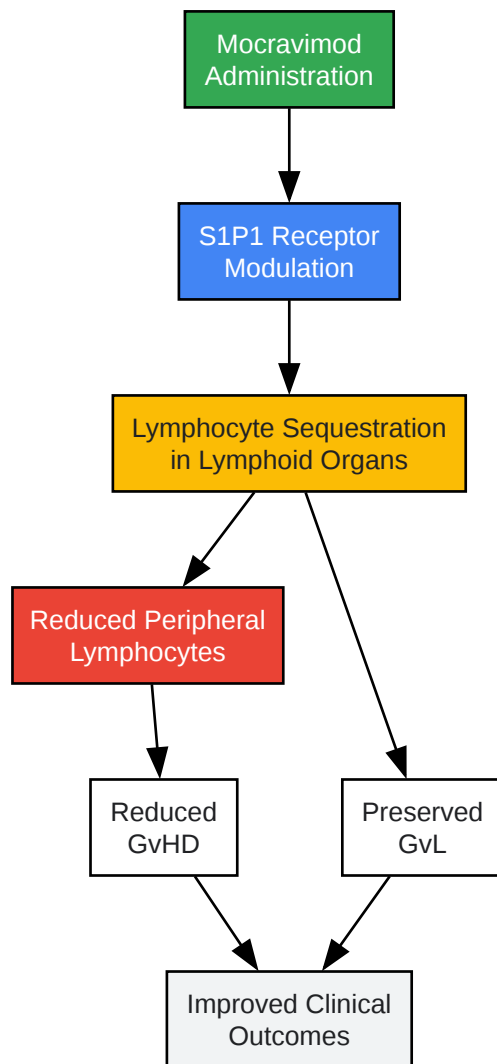 Mocravimod
Administration
S1P1 Receptor
Modulation
Lymphocyte Sequestration
in Lymphoid Organs
Reduced Peripheral
Lymphocytes
Reduced
GvHD
Preserved
GvL
Improved Clinical
Outcomes